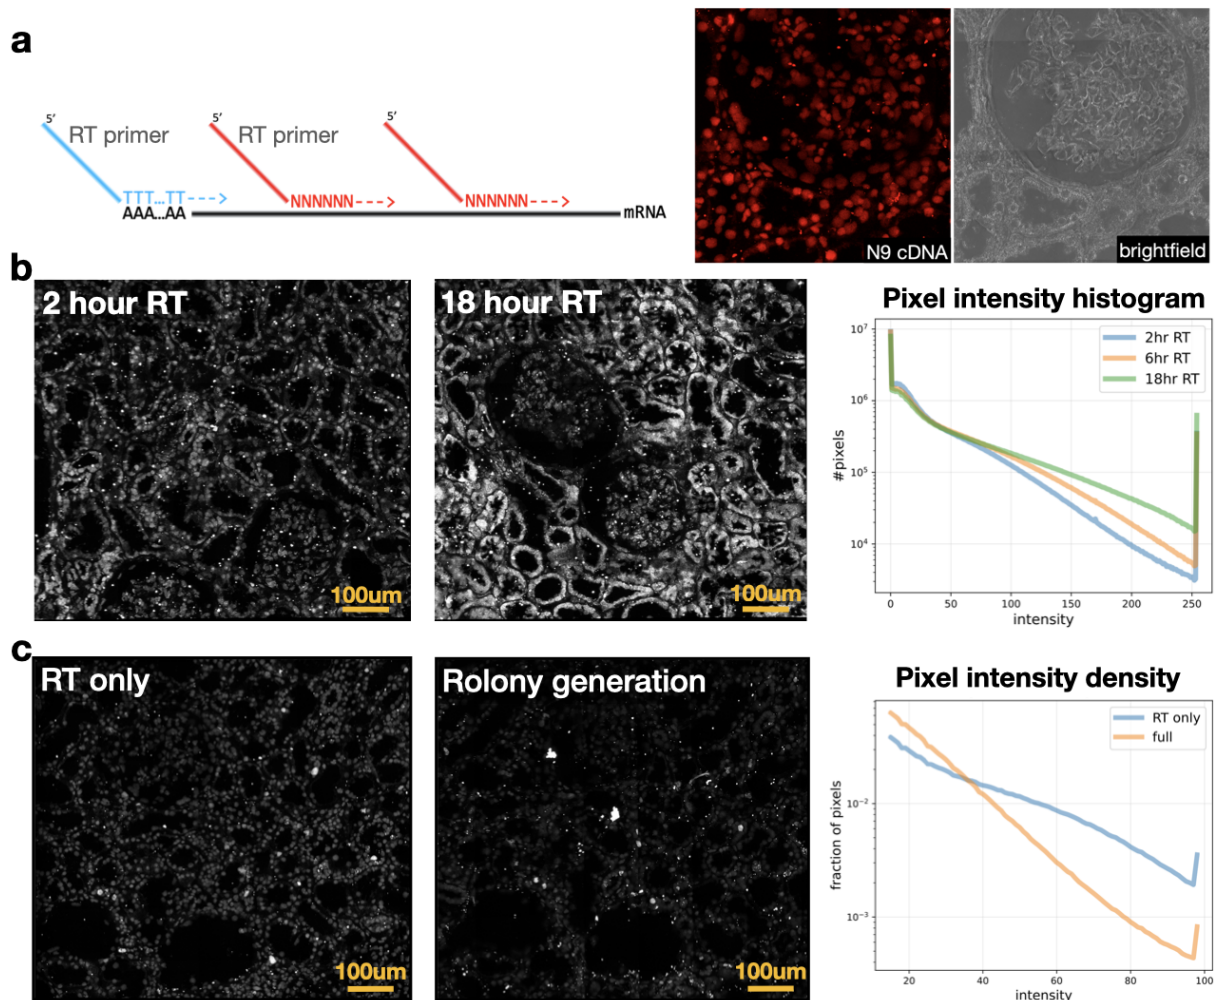 a
5' RT primer 5' RT primer 5'
TTT...TT---> NNNNNN---> NNNNNN--->
AAA...AA mRNA
N9 cDNA
brightfield
b
2 hour RT
100um
18 hour RT
100um
Pixel intensity histogram
2hr RT
6hr RT
18hr RT
10⁷
10⁶
10⁵
10⁴
#pixels
0 50 100 150 200 250
intensity
c
RT only
100um
Rolony generation
100um
Pixel intensity density
RT only
full
10⁻²
10⁻³
fraction of pixels
20 40 60 80 100
intensity